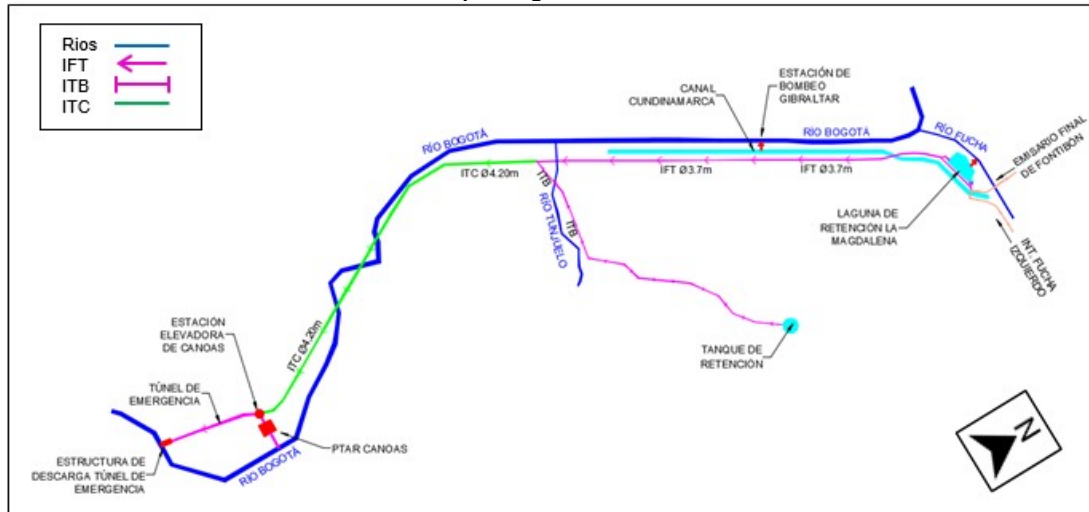 Rios
IFT
ITB
ITC
ESTACIÓN DE
BOMBEO
GIBRALTAR
CANAL
CUNDINAMARCA
RÍO BOGOTÁ
RÍO BOGOTÁ
RÍO FUCHA
EMISARIO FINAL
DE FONTIBÓN
ITC Ø4.20m
IFT Ø3.7m
IFT Ø3.7m
ITB
ITB
RÍO TUNJUELO
LAGUNA DE
RETENCIÓN LA
MAGDALENA
INT. FUCHA
IZQUIERDO
ESTACIÓN
ELEVADORA
DE CANOAS
ITC Ø4.20m
TANQUE DE
RETENCIÓN
TÚNEL DE
EMERGENCIA
PTAR CANOAS
RÍO BOGOTÁ
ESTRUCTURA DE
DESCARGA TÚNEL DE
EMERGENCIA
N